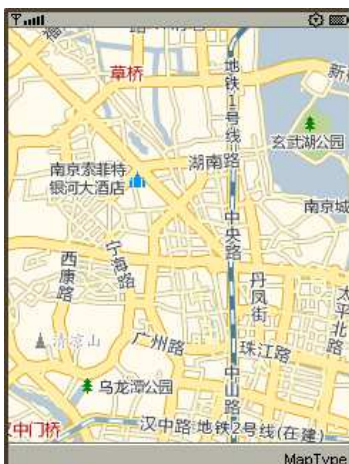 草桥
地铁1号线
玄武湖公园
湖南路
南京索菲特
银河大酒店
南京城
中央路
宁海路
西康路
丹凤街
太平北路
清凉山
广州路
珠江路
中山路
乌龙潭公园
汉中门桥
汉中路
地铁2号线(在建)
MapType